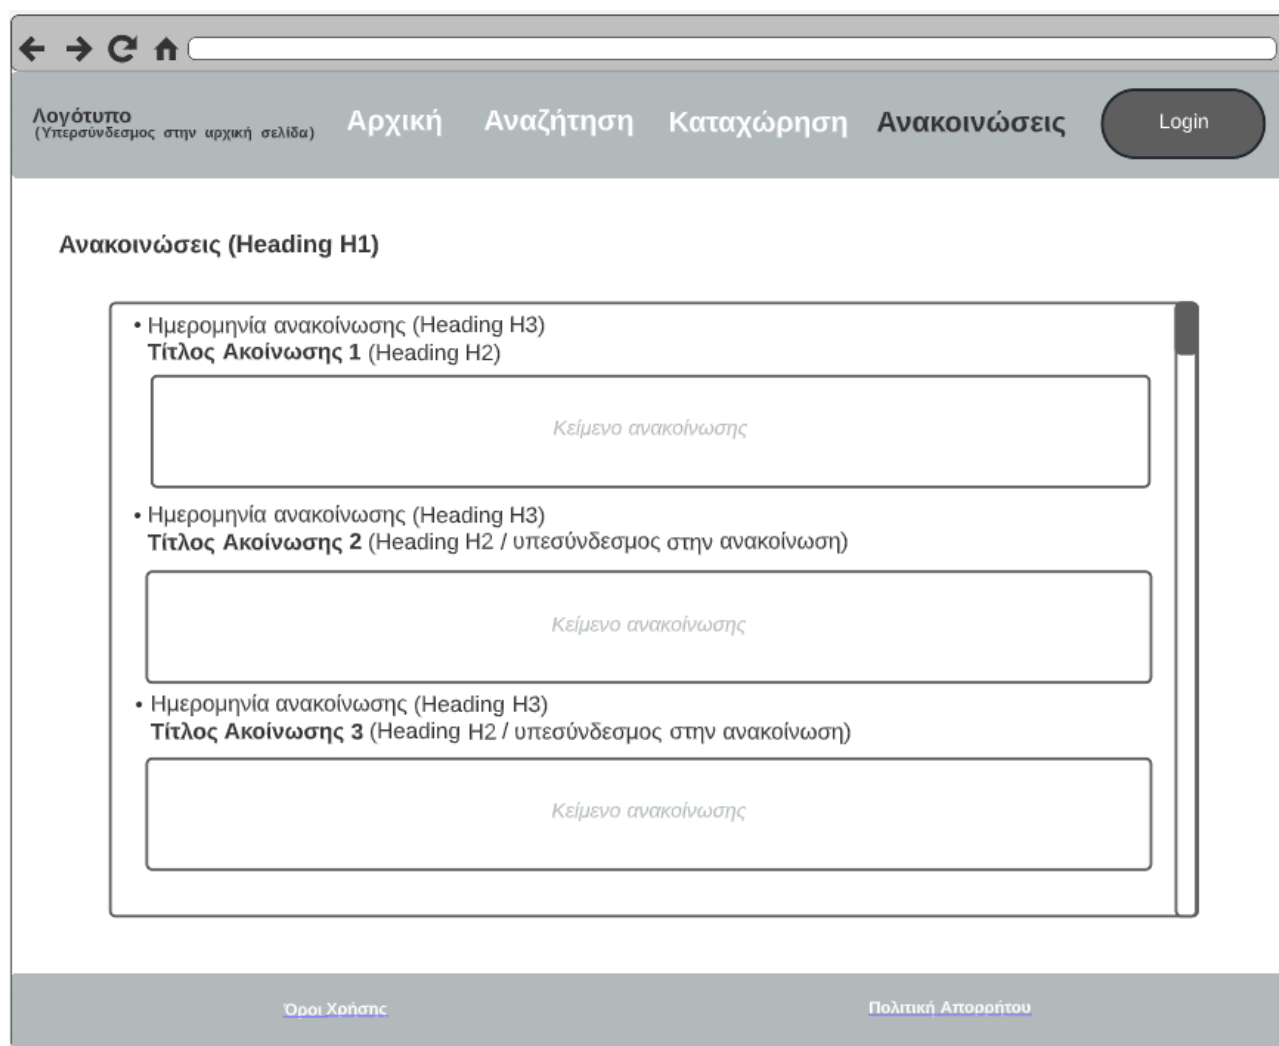 Λογότυπο
(Υπερσύνδεσμος στην αρχική σελίδα)
Αρχική Αναζήτηση Καταχώρηση Ανακοινώσεις Login
Ανακοινώσεις (Heading H1)
• Ημερομηνία ανακοίνωσης (Heading H3)
Τίτλος Ακοίνωσης 1 (Heading H2)
Κείμενο ανακοίνωσης
• Ημερομηνία ανακοίνωσης (Heading H3)
Τίτλος Ακοίνωσης 2 (Heading H2 / υπεσύνδεσμος στην ανακοίνωση)
Κείμενο ανακοίνωσης
• Ημερομηνία ανακοίνωσης (Heading H3)
Τίτλος Ακοίνωσης 3 (Heading H2 / υπεσύνδεσμος στην ανακοίνωση)
Κείμενο ανακοίνωσης
Όροι Χρήσης Πολιτική Απορρήτου